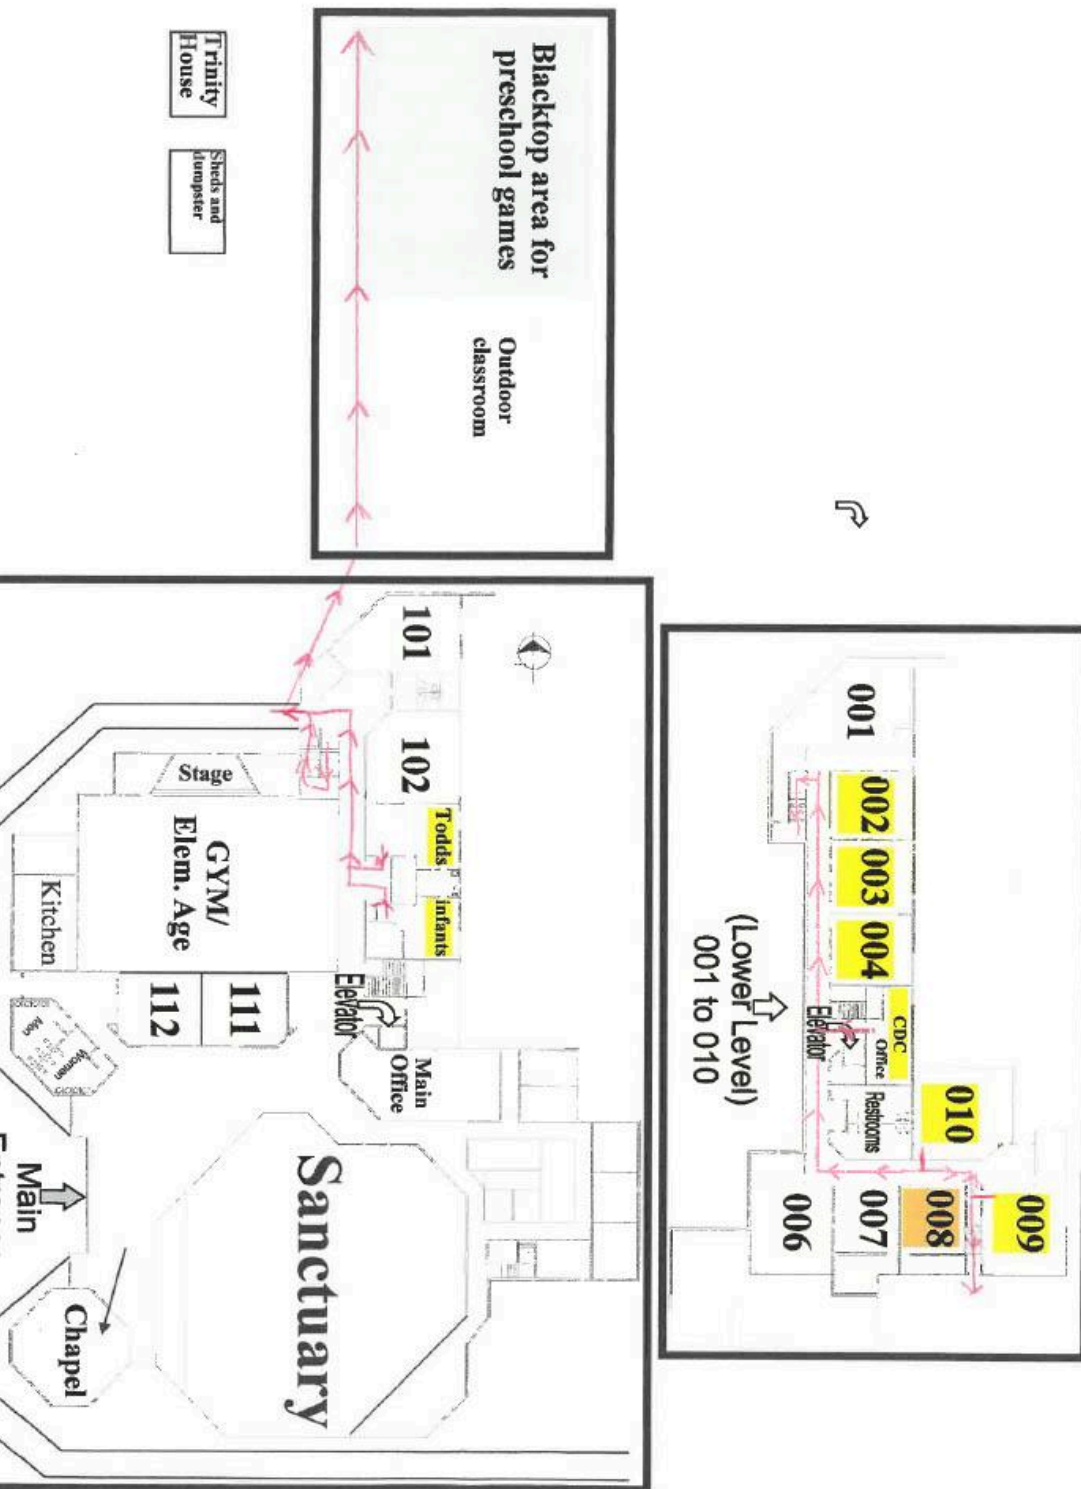 Trinity
House
Sheds and
dumpster
Blacktop area for
preschool games
Outdoor
classroom
001
002
003
004
CDC
Office
Elevator
Restrooms
010
009
008
007
006
(Lower Level)
001 to 010
101
102
Todds
infants
Elevator
Main
Office
Stage
GYM/
Elem. Age
Kitchen
111
112
Men
Women
Sanctuary
Main
Chapel